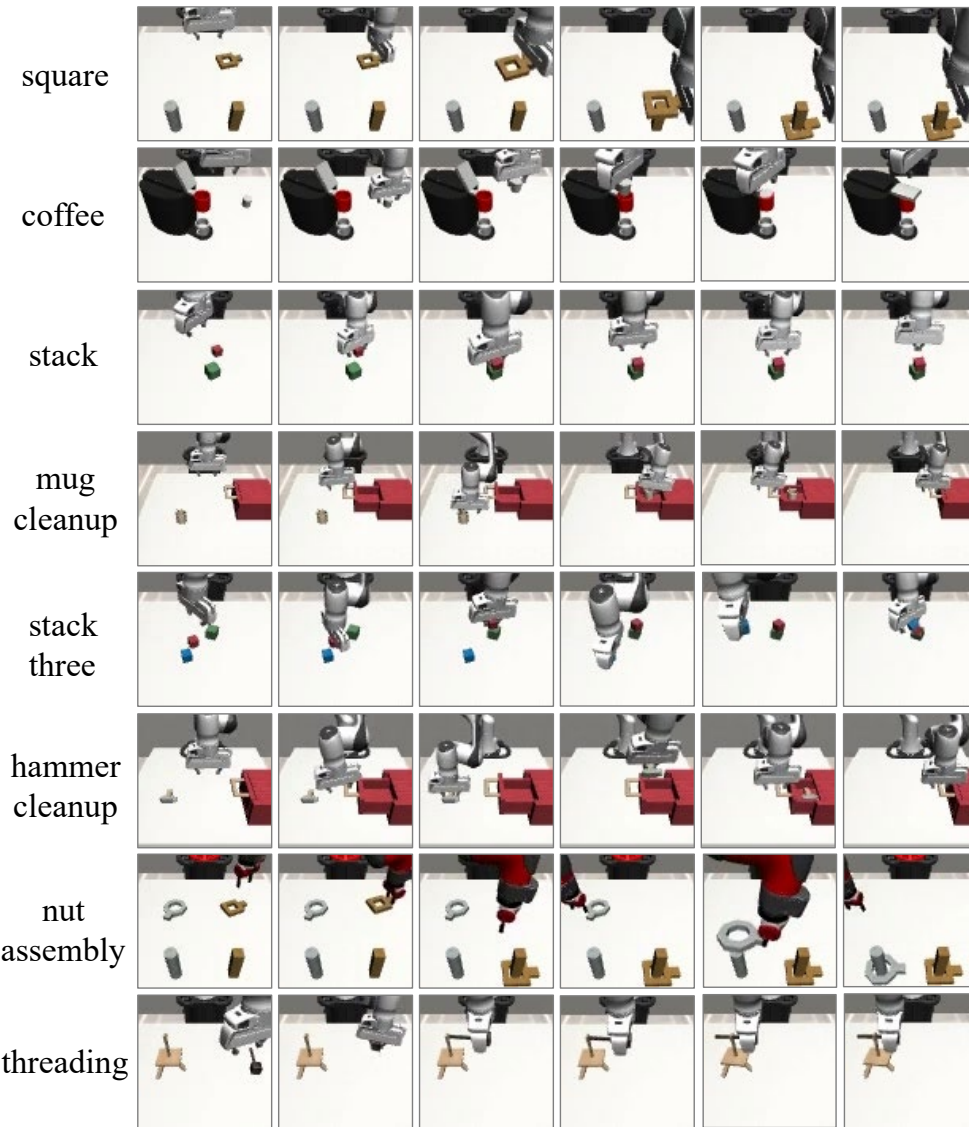 square
coffee
stack
mug
cleanup
stack
three
hammer
cleanup
nut
assembly
threading